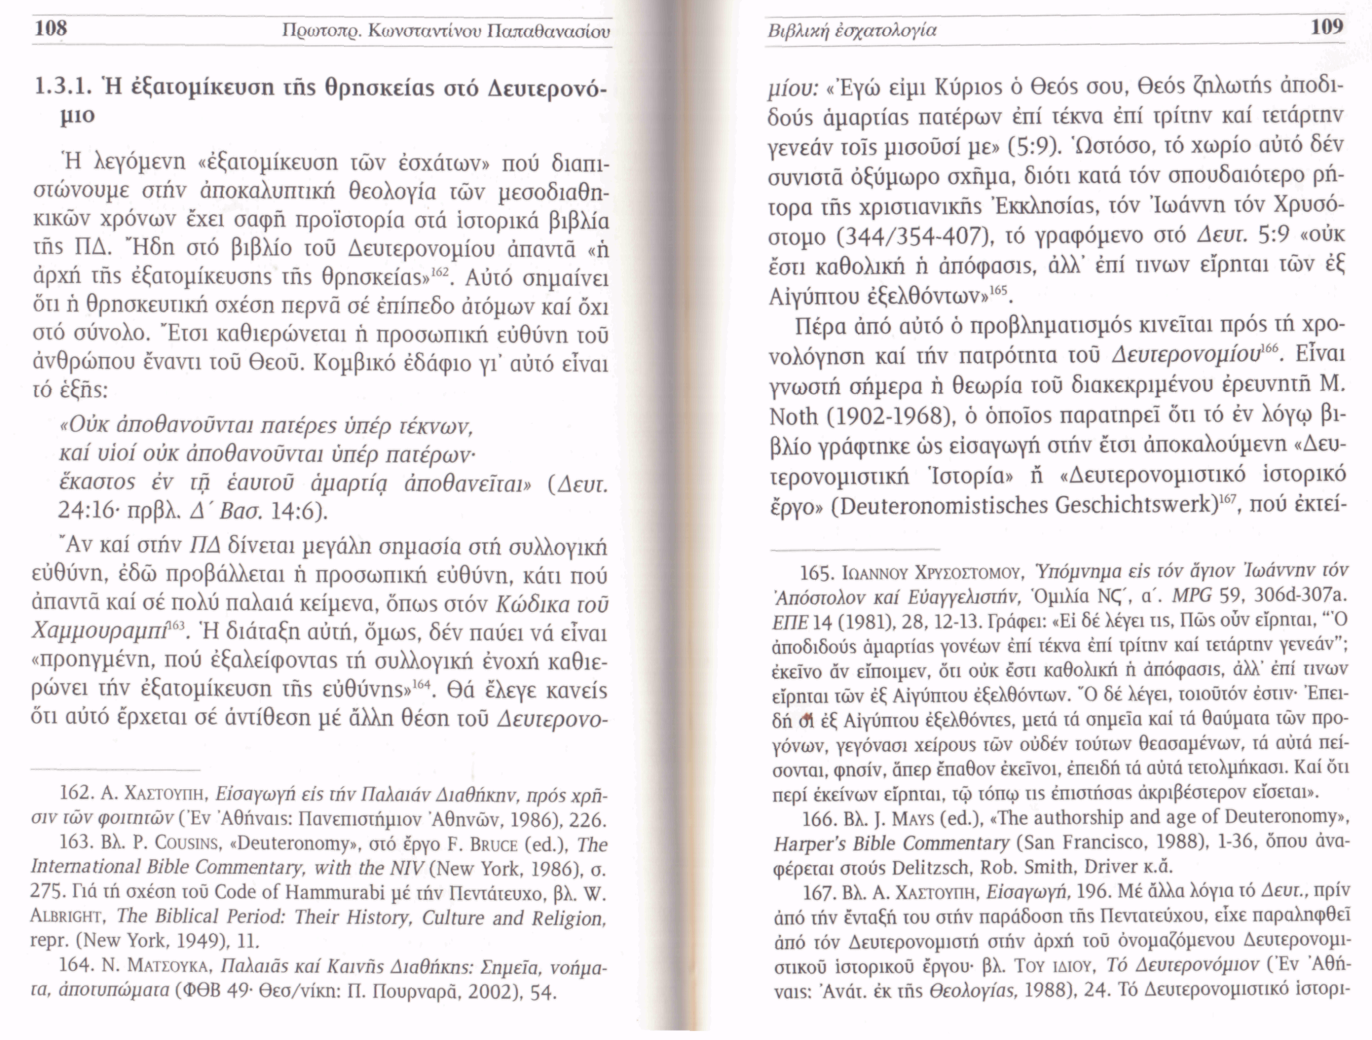 108
Πρωτοπρ. Κωνσταντίνου Παπαθανασίου
1.3.1. Ἡ ἐξατομίκευση τῆς θρησκείας στό Δευτερονό-
μιο
Ἡ λεγόμενη «ἐξατομίκευση τῶν ἐσχάτων» πού διαπι-
στώνουμε στήν ἀποκαλυπτική θεολογία τῶν μεσοδιαθη-
κικῶν χρόνων ἔχει σαφῆ προϊστορία στά ἱστορικά βιβλία
τῆς ΠΔ. Ἤδη στό βιβλίο τοῦ Δευτερονομίου ἀπαντᾶ «ἡ
ἀρχή τῆς ἐξατομίκευσης τῆς θρησκείας»162. Αὐτό σημαίνει
ὅτι ἡ θρησκευτική σχέση περνᾶ σέ ἐπίπεδο ἀτόμων καί ὄχι
στό σύνολο. Ἔτσι καθιερώνεται ἡ προσωπική εὐθύνη τοῦ
ἀνθρώπου ἔναντι τοῦ Θεοῦ. Κομβικό ἐδάφιο γι' αὐτό εἶναι
τό ἑξῆς:
«Οὐκ ἀποθανοῦνται πατέρες ὑπέρ τέκνων,
καί υἱοί οὐκ ἀποθανοῦνται ὑπέρ πατέρων·
ἕκαστος ἐν τῇ ἑαυτοῦ ἁμαρτίᾳ ἀποθανεῖται» (Δευτ.
24:16· πρβλ. Δ´ Βασ. 14:6).
Ἄν καί στήν ΠΔ δίνεται μεγάλη σημασία στή συλλογική
εὐθύνη, ἐδῶ προβάλλεται ἡ προσωπική εὐθύνη, κάτι πού
ἀπαντᾶ καί σέ πολύ παλαιά κείμενα, ὅπως στόν Κώδικα τοῦ
Χαμμουραμπί163. Ἡ διάταξη αὐτή, ὅμως, δέν παύει νά εἶναι
«προηγμένη, πού ἐξαλείφοντας τή συλλογική ἐνοχή καθιε-
ρώνει τήν ἐξατομίκευση τῆς εὐθύνης»164. Θά ἔλεγε κανείς
ὅτι αὐτό ἔρχεται σέ ἀντίθεση μέ ἄλλη θέση τοῦ Δευτερονο-
162. Α. ΧΑΣΤΟΥΠΗ, Εἰσαγωγή εἰς τήν Παλαιάν Διαθήκην, πρός χρῆ-
σιν τῶν φοιτητῶν (Ἐν Ἀθήναις: Πανεπιστήμιον Ἀθηνῶν, 1986), 226.
163. Βλ. P. COUSINS, «Deuteronomy», στό ἔργο F. BRUCE (ed.), The
International Bible Commentary, with the NIV (New York, 1986), σ.
275. Γιά τή σχέση τοῦ Code of Hammurabi μέ τήν Πεντάτευχο, βλ. W.
ALBRIGHT, The Biblical Period: Their History, Culture and Religion,
repr. (New York, 1949), 11.
164. Ν. ΜΑΤΣΟΥΚΑ, Παλαιᾶς καί Καινῆς Διαθήκης: Σημεῖα, νοήμα-
τα, ἀποτυπώματα (ΦΘΒ 49· Θεσ/νίκη: Π. Πουρναρᾶ, 2002), 54.
Βιβλική ἐσχατολογία
109
μίου: «Ἐγώ εἰμι Κύριος ὁ Θεός σου, Θεός ζηλωτής ἀποδι-
δούς ἁμαρτίας πατέρων ἐπί τέκνα ἐπί τρίτην καί τετάρτην
γενεάν τοῖς μισοῦσί με» (5:9). Ὡστόσο, τό χωρίο αὐτό δέν
συνιστᾶ ὀξύμωρο σχῆμα, διότι κατά τόν σπουδαιότερο ρή-
τορα τῆς χριστιανικῆς Ἐκκλησίας, τόν Ἰωάννη τόν Χρυσό-
στομο (344/354-407), τό γραφόμενο στό Δευτ. 5:9 «οὐκ
ἔστι καθολική ἡ ἀπόφασις, ἀλλ' ἐπί τινων εἴρηται τῶν ἐξ
Αἰγύπτου ἐξελθόντων»165.
Πέρα ἀπό αὐτό ὁ προβληματισμός κινεῖται πρός τή χρο-
νολόγηση καί τήν πατρότητα τοῦ Δευτερονομίου166. Εἶναι
γνωστή σήμερα ἡ θεωρία τοῦ διακεκριμένου ἐρευνητῆ M.
Noth (1902-1968), ὁ ὁποῖος παρατηρεῖ ὅτι τό ἐν λόγῳ βι-
βλίο γράφτηκε ὡς εἰσαγωγή στήν ἔτσι ἀποκαλούμενη «Δευ-
τερονομιστική Ἱστορία» ἤ «Δευτερονομιστικό ἱστορικό
ἔργο» (Deuteronomistisches Geschichtswerk)167, πού ἐκτεί-
165. ΙΩΑΝΝΟΥ ΧΡΥΣΟΣΤΟΜΟΥ, Ὑπόμνημα εἰς τόν ἅγιον Ἰωάννην τόν
Ἀπόστολον καί Εὐαγγελιστήν, Ὁμιλία ΝϚ´, α´. MPG 59, 306d-307a.
ΕΠΕ 14 (1981), 28, 12-13. Γράφει: «Εἰ δέ λέγει τις, Πῶς οὖν εἴρηται, "Ὁ
ἀποδιδούς ἁμαρτίας γονέων ἐπί τέκνα ἐπί τρίτην καί τετάρτην γενεάν";
ἐκεῖνο ἄν εἴποιμεν, ὅτι οὐκ ἔστι καθολική ἡ ἀπόφασις, ἀλλ' ἐπί τινων
εἴρηται τῶν ἐξ Αἰγύπτου ἐξελθόντων. Ὅ δέ λέγει, τοιοῦτόν ἐστιν· Ἐπει-
δή οἱ ἐξ Αἰγύπτου ἐξελθόντες, μετά τά σημεῖα καί τά θαύματα τῶν προ-
γόνων, γεγόνασι χείρους τῶν οὐδέν τούτων θεασαμένων, τά αὐτά πεί-
σονται, φησίν, ἅπερ ἔπαθον ἐκεῖνοι, ἐπειδή τά αὐτά τετολμήκασι. Καί ὅτι
περί ἐκείνων εἴρηται, τῷ τόπῳ τις ἐπιστήσας ἀκριβέστερον εἴσεται».
166. Βλ. J. MAYS (ed.), «The authorship and age of Deuteronomy»,
Harper's Bible Commentary (San Francisco, 1988), 1-36, ὅπου ἀνα-
φέρεται στούς Delitzsch, Rob. Smith, Driver κ.ἄ.
167. Βλ. Α. ΧΑΣΤΟΥΠΗ, Εἰσαγωγή, 196. Μέ ἄλλα λόγια τό Δευτ., πρίν
ἀπό τήν ἔνταξή του στήν παράδοση τῆς Πεντατεύχου, εἶχε παραληφθεῖ
ἀπό τόν Δευτερονομιστή στήν ἀρχή τοῦ ὀνομαζόμενου Δευτερονομι-
στικοῦ ἱστορικοῦ ἔργου· βλ. ΤΟΥ ΙΔΙΟΥ, Τό Δευτερονόμιον (Ἐν Ἀθή-
ναις: Ἀνάτ. ἐκ τῆς Θεολογίας, 1988), 24. Τό Δευτερονομιστικό ἱστορι-